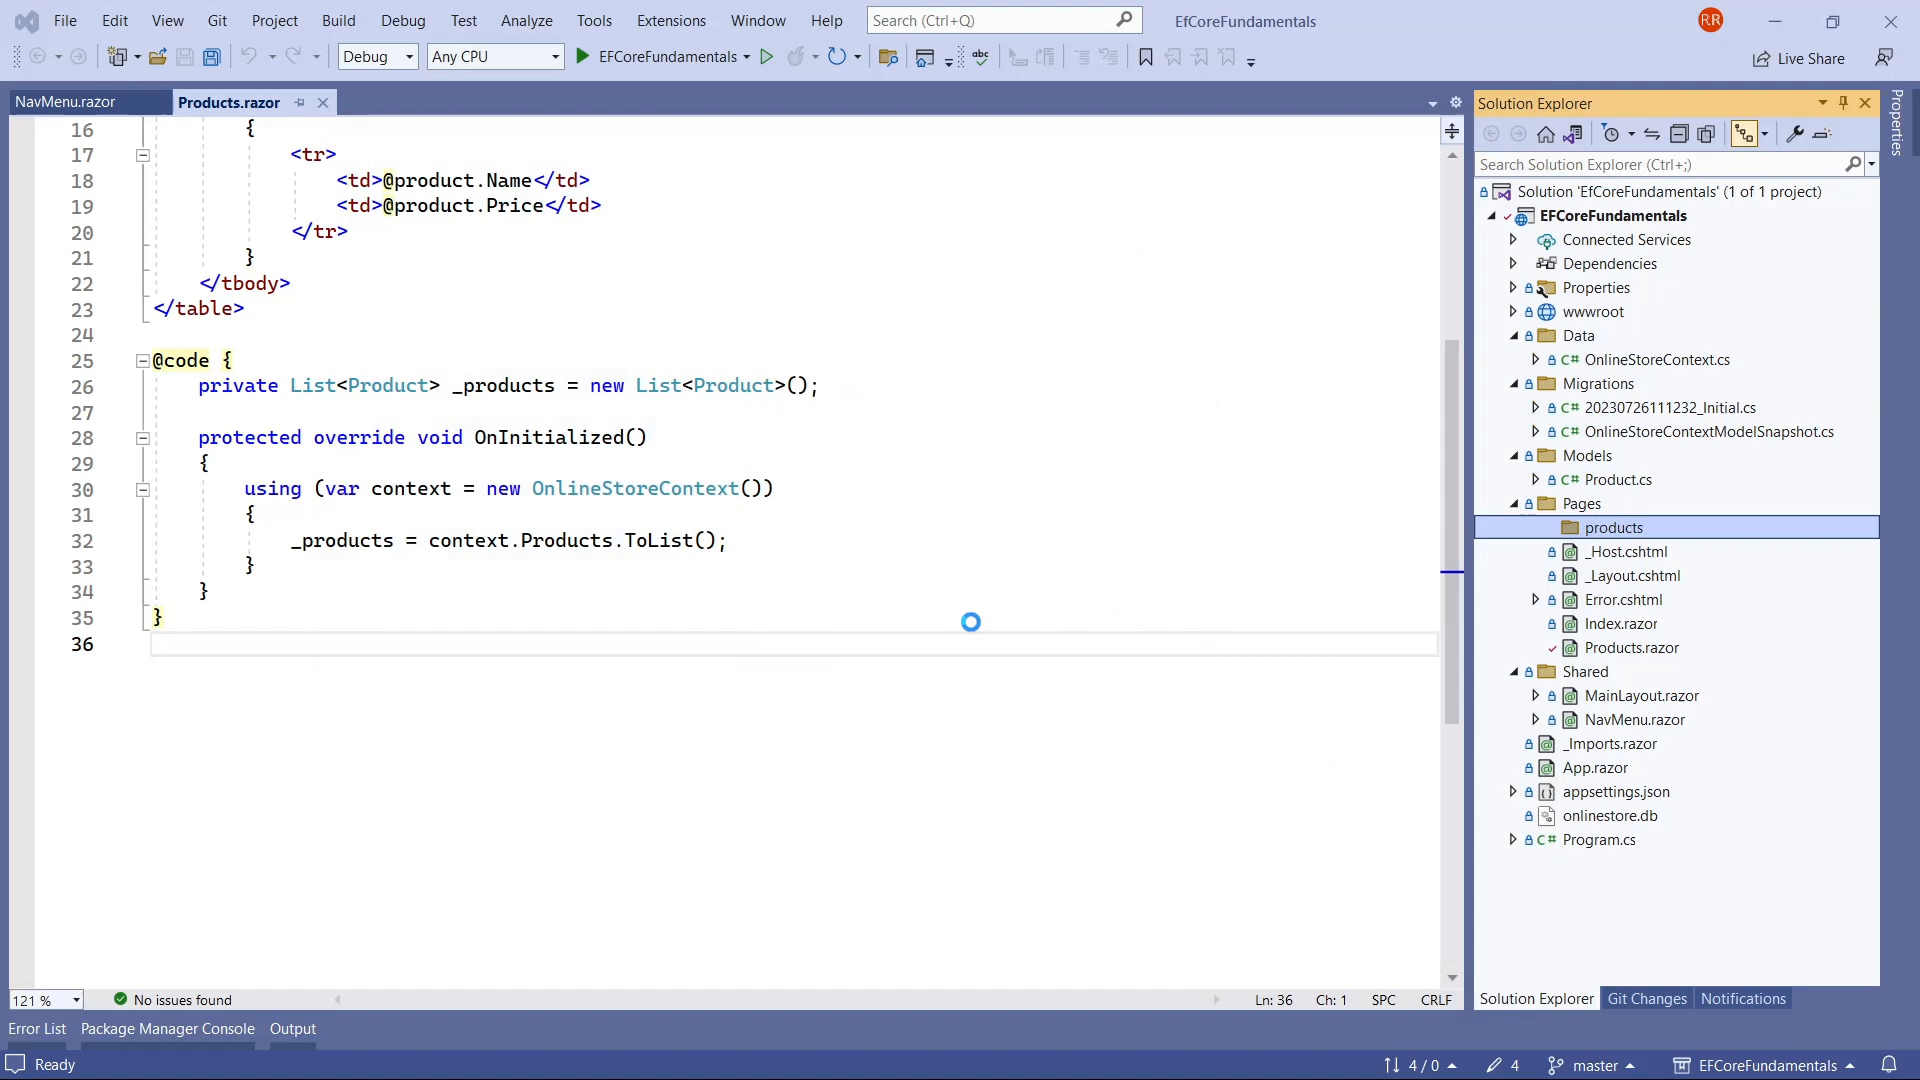 File Edit View Git Project Build Debug Test Analyze Tools Extensions Window Help Search (Ctrl+Q) EfCoreFundamentals RR
Debug Any CPU EFCoreFundamentals abc Live Share
NavMenu.razor Products.razor
16 {
17 <tr>
18 <td>@product.Name</td>
19 <td>@product.Price</td>
20 </tr>
21 }
22 </tbody>
23 </table>
24
25 @code {
26 private List<Product> _products = new List<Product>();
27
28 protected override void OnInitialized()
29 {
30 using (var context = new OnlineStoreContext())
31 {
32 _products = context.Products.ToList();
33 }
34 }
35 }
36
121 % No issues found Ln: 36 Ch: 1 SPC CRLF
Solution Explorer
Search Solution Explorer (Ctrl+;)
Solution 'EfCoreFundamentals' (1 of 1 project)
EFCoreFundamentals
Connected Services
Dependencies
Properties
wwwroot
Data
C# OnlineStoreContext.cs
Migrations
C# 20230726111232_Initial.cs
C# OnlineStoreContextModelSnapshot.cs
Models
C# Product.cs
Pages
products
_Host.cshtml
_Layout.cshtml
Error.cshtml
Index.razor
Products.razor
Shared
MainLayout.razor
NavMenu.razor
_Imports.razor
App.razor
appsettings.json
onlinestore.db
C# Program.cs
Solution Explorer Git Changes Notifications
Properties
Error List Package Manager Console Output
Ready 4 / 0 4 master EFCoreFundamentals